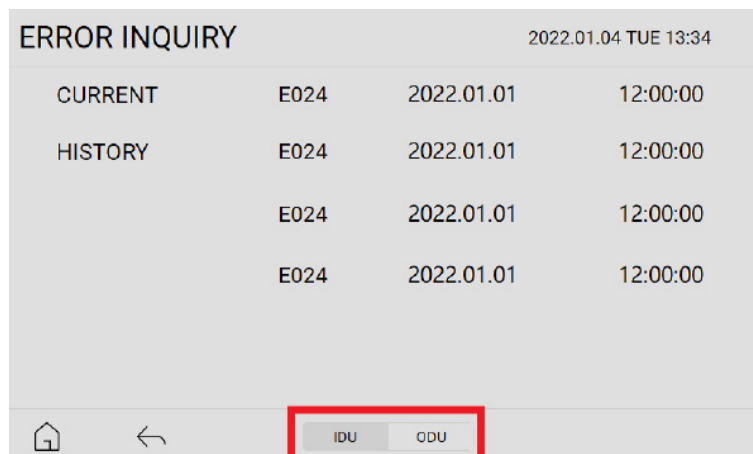 ERROR INQUIRY 2022.01.04 TUE 13:34
CURRENT E024 2022.01.01 12:00:00
HISTORY E024 2022.01.01 12:00:00
E024 2022.01.01 12:00:00
E024 2022.01.01 12:00:00
IDU ODU